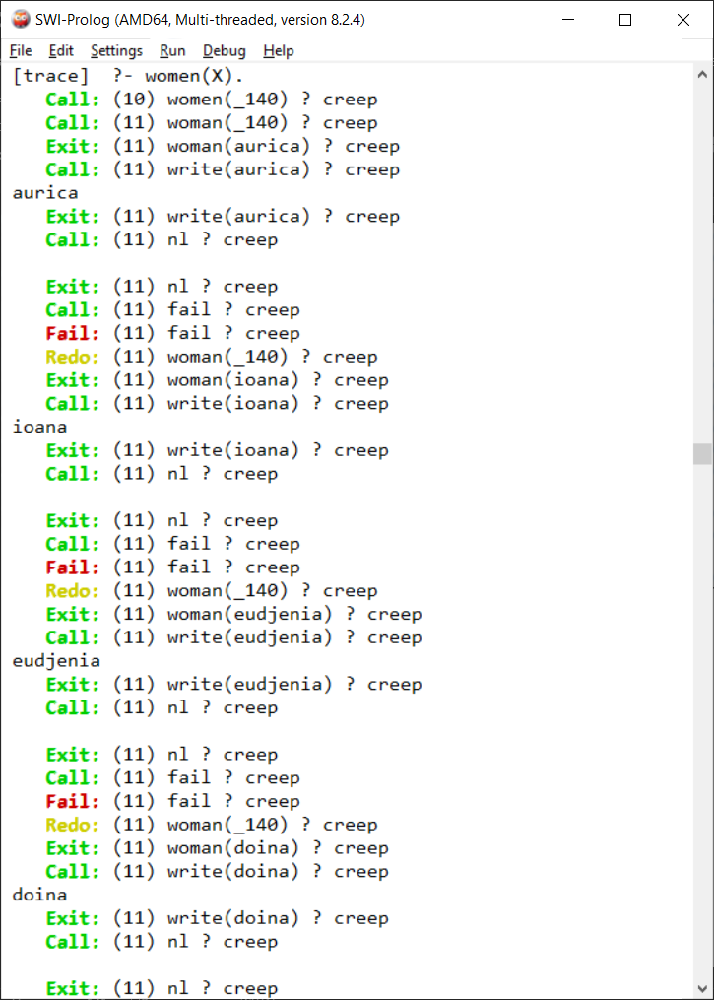 SWI-Prolog (AMD64, Multi-threaded, version 8.2.4)
File Edit Settings Run Debug Help
[trace]  ?- women(X).
   Call: (10) women(_140) ? creep
   Call: (11) woman(_140) ? creep
   Exit: (11) woman(aurica) ? creep
   Call: (11) write(aurica) ? creep
aurica
   Exit: (11) write(aurica) ? creep
   Call: (11) nl ? creep

   Exit: (11) nl ? creep
   Call: (11) fail ? creep
   Fail: (11) fail ? creep
   Redo: (11) woman(_140) ? creep
   Exit: (11) woman(ioana) ? creep
   Call: (11) write(ioana) ? creep
ioana
   Exit: (11) write(ioana) ? creep
   Call: (11) nl ? creep

   Exit: (11) nl ? creep
   Call: (11) fail ? creep
   Fail: (11) fail ? creep
   Redo: (11) woman(_140) ? creep
   Exit: (11) woman(eudjenia) ? creep
   Call: (11) write(eudjenia) ? creep
eudjenia
   Exit: (11) write(eudjenia) ? creep
   Call: (11) nl ? creep

   Exit: (11) nl ? creep
   Call: (11) fail ? creep
   Fail: (11) fail ? creep
   Redo: (11) woman(_140) ? creep
   Exit: (11) woman(doina) ? creep
   Call: (11) write(doina) ? creep
doina
   Exit: (11) write(doina) ? creep
   Call: (11) nl ? creep

   Exit: (11) nl ? creep